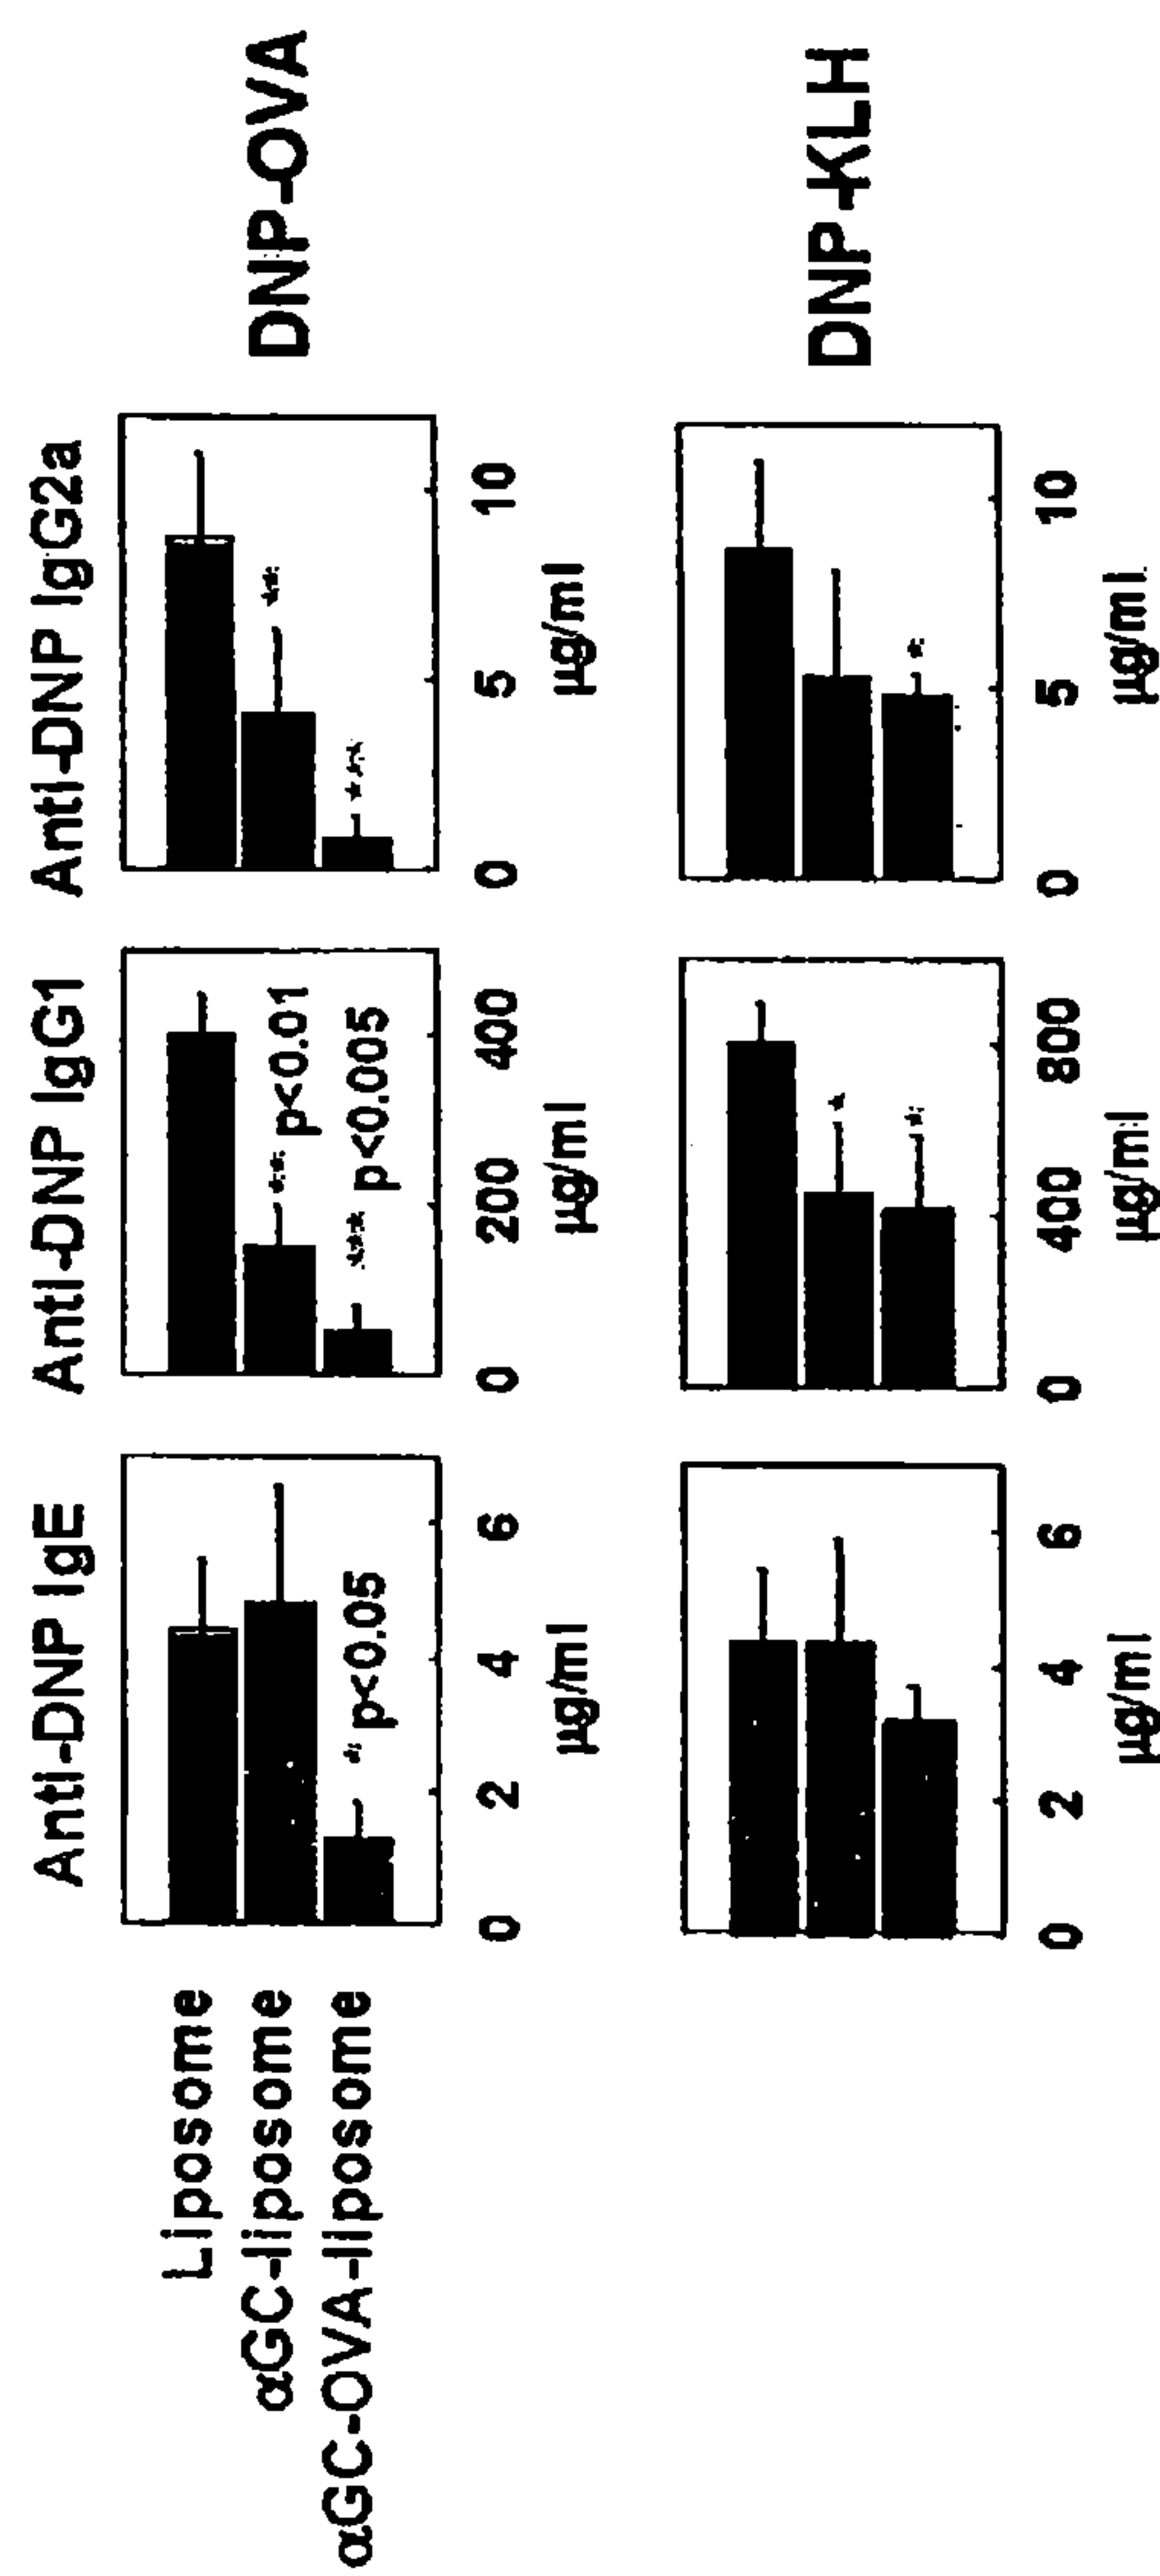 Anti-DNP IgE
Anti-DNP IgG1
Anti-DNP IgG2a
Liposome
αGC-liposome
αGC-OVA-liposome
* p<0.05
** p<0.01
*** p<0.005
**
***
DNP-OVA
0 2 4 6
0 200 400
0 5 10
µg/ml
µg/ml
µg/ml
*
*
*
DNP-KLH
0 2 4 6
0 400 800
0 5 10
µg/ml
µg/ml
µg/ml